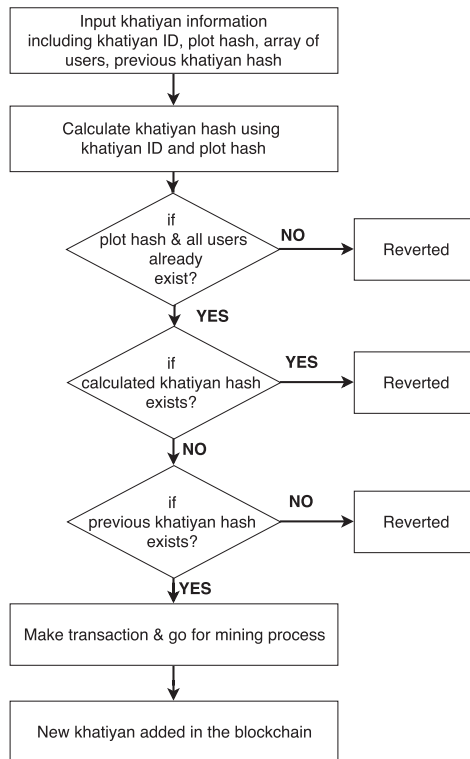 Input khatiyan information
including khatiyan ID, plot hash, array of
users, previous khatiyan hash
Calculate khatiyan hash using
khatiyan ID and plot hash
if
plot hash & all users
already
exist?
NO
Reverted
YES
if
calculated khatiyan hash
exists?
YES
Reverted
NO
if
previous khatiyan hash
exists?
NO
Reverted
YES
Make transaction & go for mining process
New khatiyan added in the blockchain